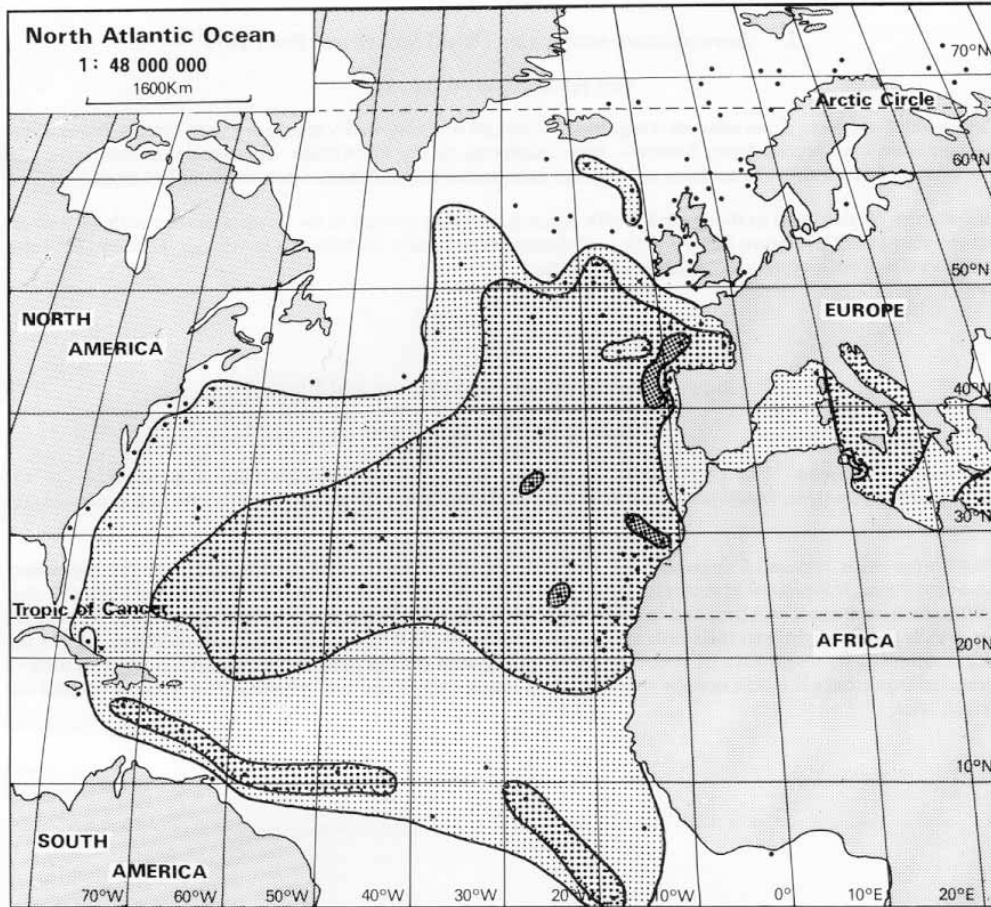 North Atlantic Ocean
1: 48 000 000
1600Km
70°N
Arctic Circle
60°N
50°N
NORTH
AMERICA
EUROPE
40°N
30°N
Tropic of Cancer
AFRICA
20°N
10°N
SOUTH
AMERICA
70°W
60°W
50°W
40°W
30°W
20°W
10°W
0°
10°E
20°E